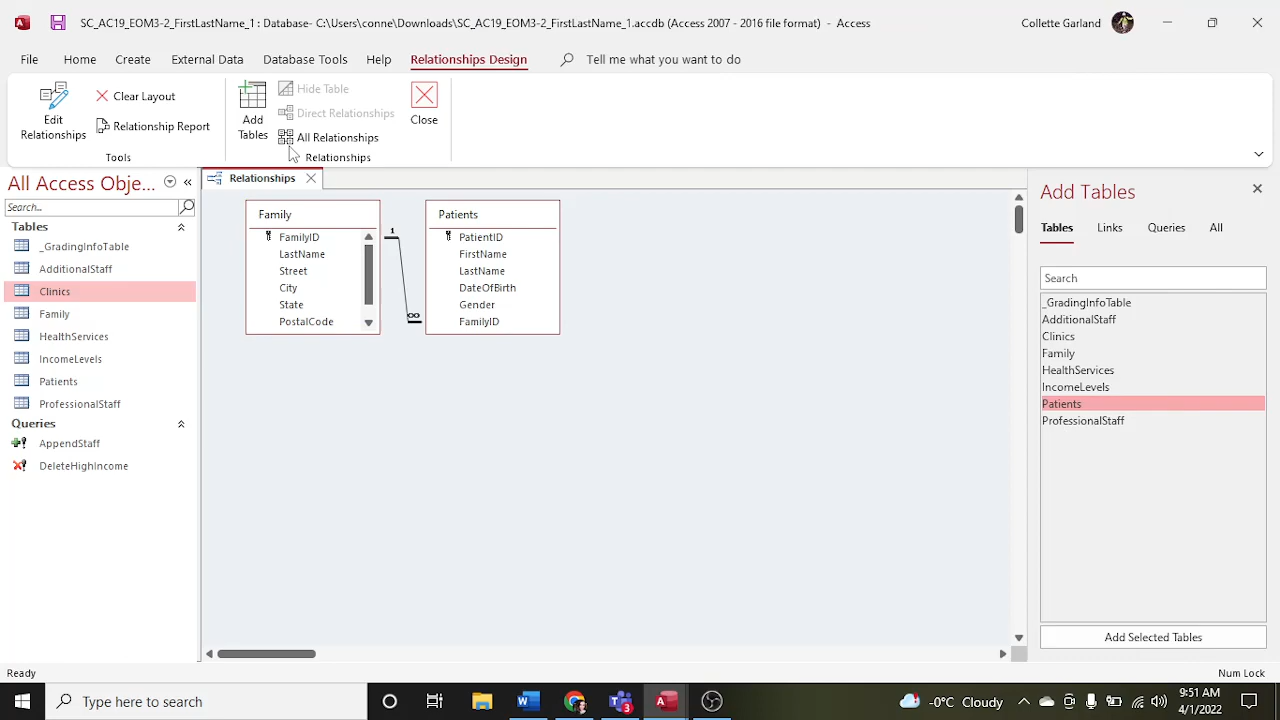 SC_AC19_EOM3-2_FirstLastName_1 : Database- C:\Users\conne\Downloads\SC_AC19_EOM3-2_FirstLastName_1.accdb (Access 2007 - 2016 file format) - Access
Collette Garland
File Home Create External Data Database Tools Help Relationships Design Tell me what you want to do
Edit Relationships
Clear Layout
Relationship Report
Tools
Add Tables
Hide Table
Direct Relationships
All Relationships
Relationships
Close
All Access Obje...
Search...
Tables
_GradingInfoTable
AdditionalStaff
Clinics
Family
HealthServices
IncomeLevels
Patients
ProfessionalStaff
Queries
AppendStaff
DeleteHighIncome
Relationships
Family
FamilyID
LastName
Street
City
State
PostalCode
1
∞
Patients
PatientID
FirstName
LastName
DateOfBirth
Gender
FamilyID
Add Tables
Tables Links Queries All
Search
_GradingInfoTable
AdditionalStaff
Clinics
Family
HealthServices
IncomeLevels
Patients
ProfessionalStaff
Add Selected Tables
Ready
Num Lock
Type here to search
-0°C Cloudy
9:51 AM
4/1/2022